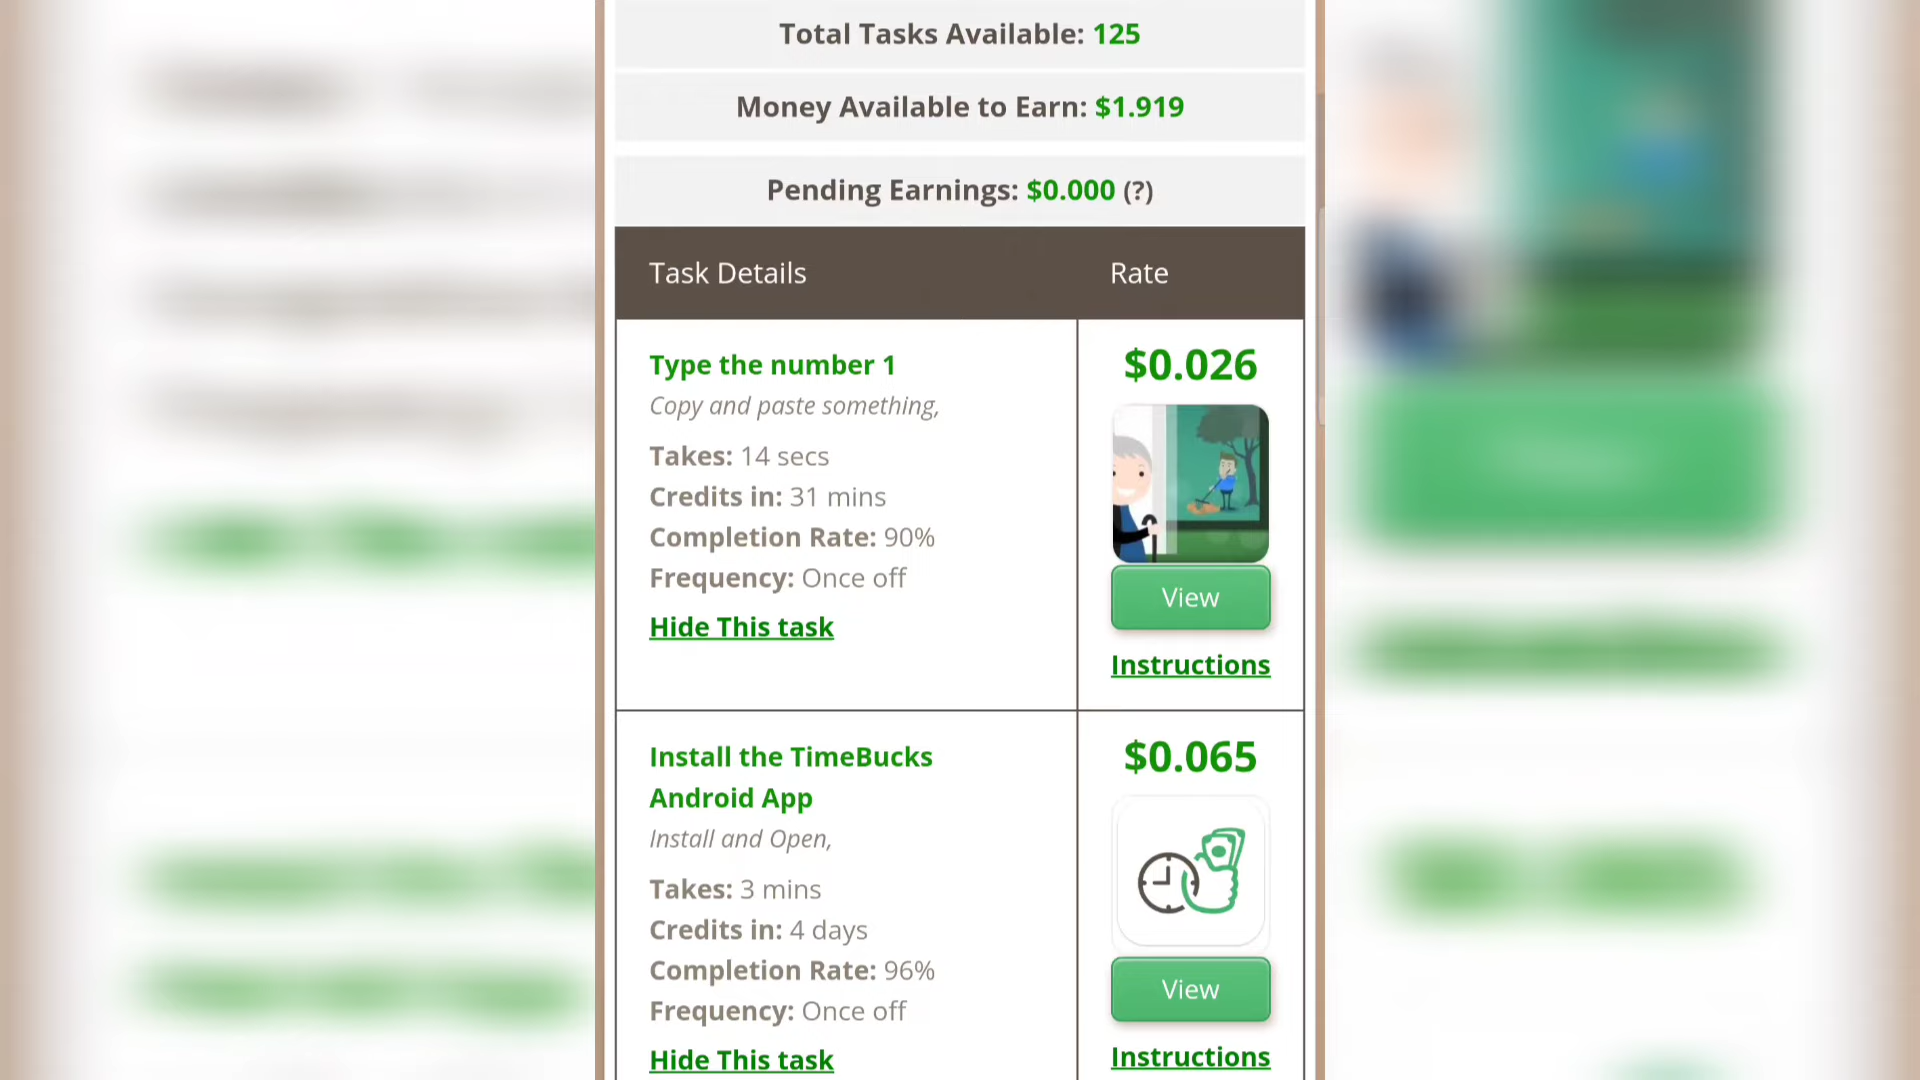 Total Tasks Available: 125
Money Available to Earn: $1.919
Pending Earnings: $0.000 (?)
Task Details
Rate
Type the number 1
Copy and paste something,
Takes: 14 secs
Credits in: 31 mins
Completion Rate: 90%
Frequency: Once off
Hide This task
$0.026
View
Instructions
Install the TimeBucks
Android App
Install and Open,
Takes: 3 mins
Credits in: 4 days
Completion Rate: 96%
Frequency: Once off
Hide This task
$0.065
View
Instructions